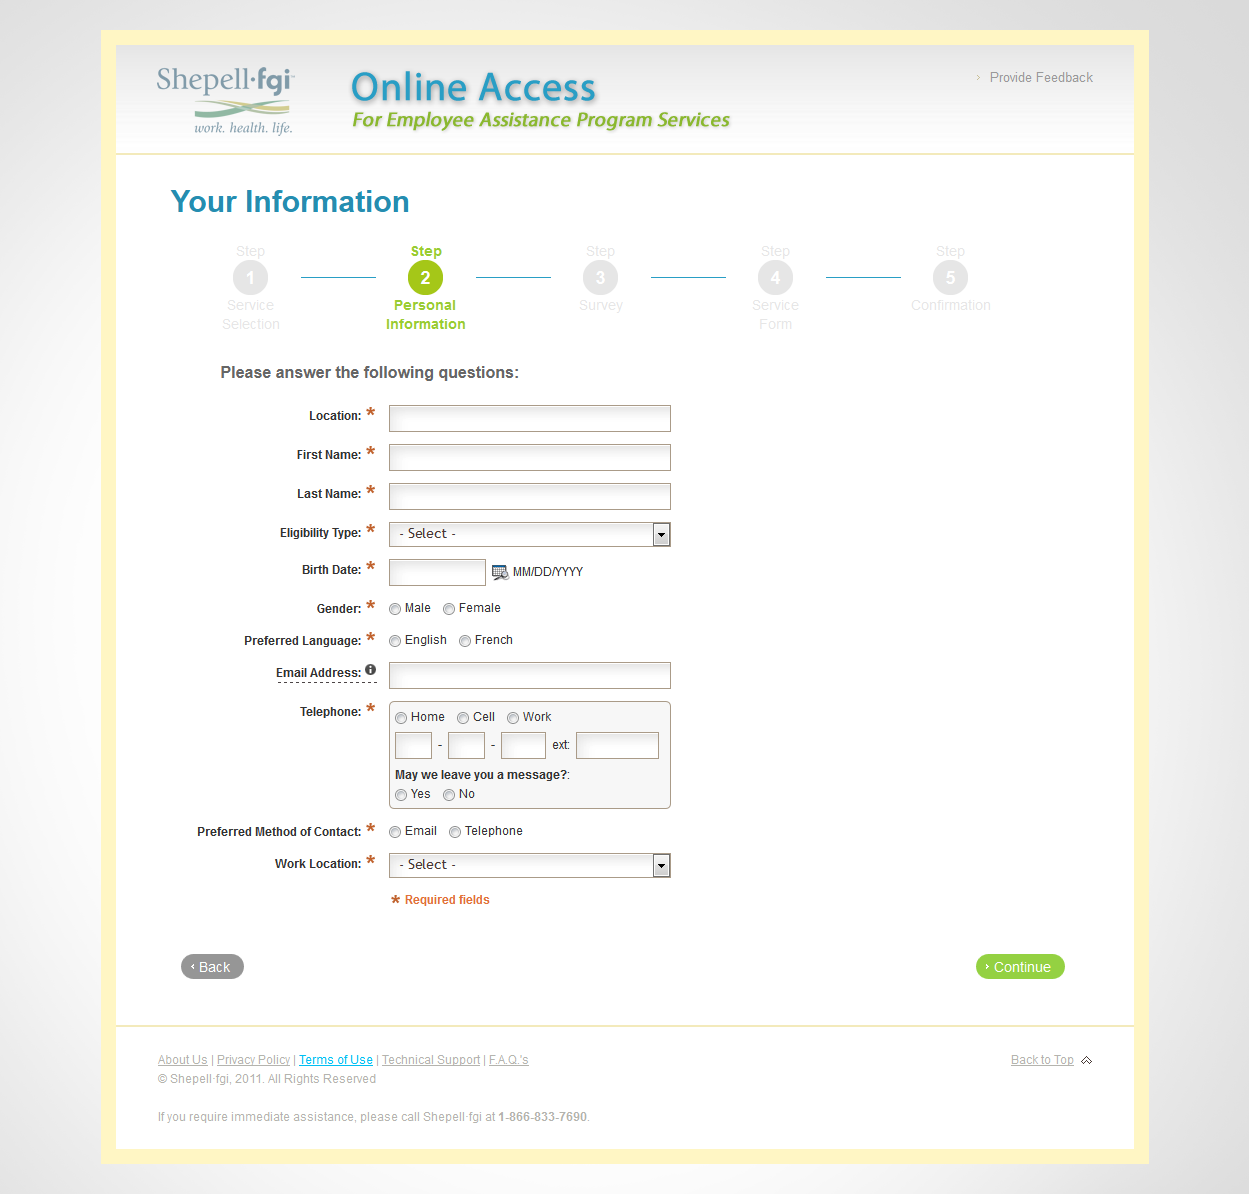 Shepell·fgi™
work. health. life.
Online Access
For Employee Assistance Program Services
› Provide Feedback
Your Information
Step Step Step Step Step
1 2 3 4 5
Service Personal Survey Service Confirmation
Selection Information Form
Please answer the following questions:
Location: *
First Name: *
Last Name: *
Eligibility Type: * - Select -
Birth Date: * MM/DD/YYYY
Gender: * Male Female
Preferred Language: * English French
Email Address:
Telephone: * Home Cell Work
- - ext:
May we leave you a message?:
Yes No
Preferred Method of Contact: * Email Telephone
Work Location: * - Select -
* Required fields
‹ Back › Continue
About Us | Privacy Policy | Terms of Use | Technical Support | F.A.Q.'s Back to Top
© Shepell·fgi, 2011. All Rights Reserved
If you require immediate assistance, please call Shepell·fgi at 1-866-833-7690.